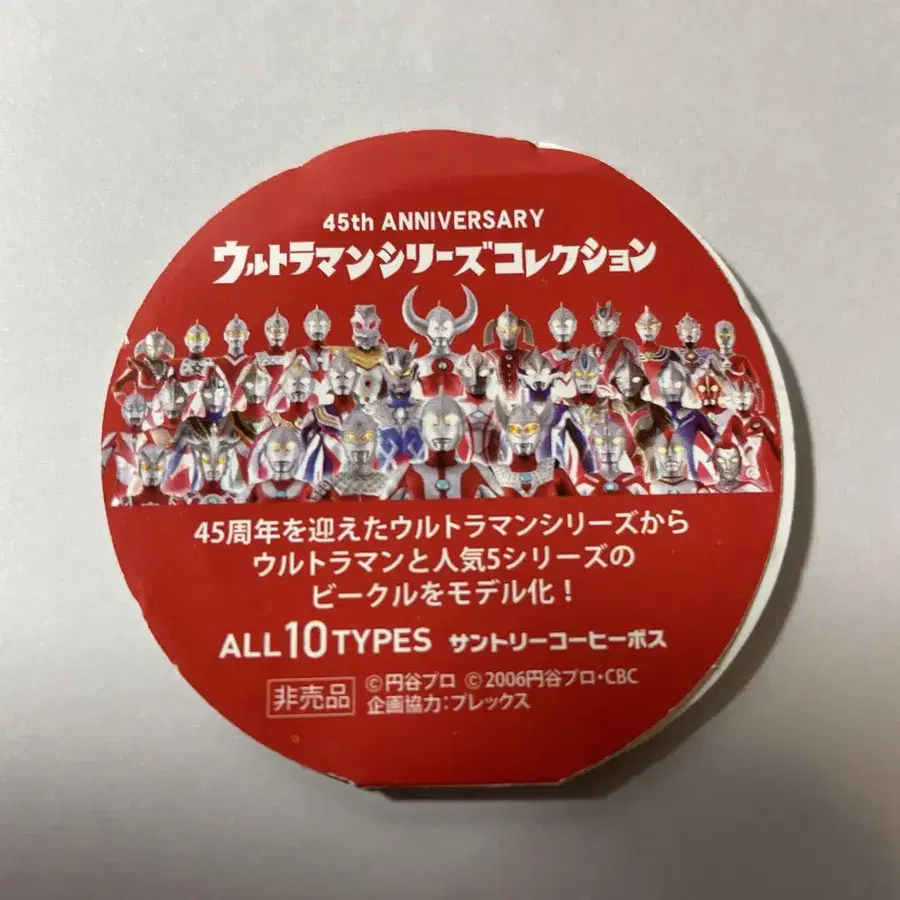 45th ANNIVERSARY
ウルトラマンシリーズコレクション
45周年を迎えたウルトラマンシリーズから
ウルトラマンと人気5シリーズの
ビークルをモデル化！
ALL10TYPES サントリーコーヒーボス
非売品 ©円谷プロ ©2006円谷プロ・CBC
企画協力：プレックス